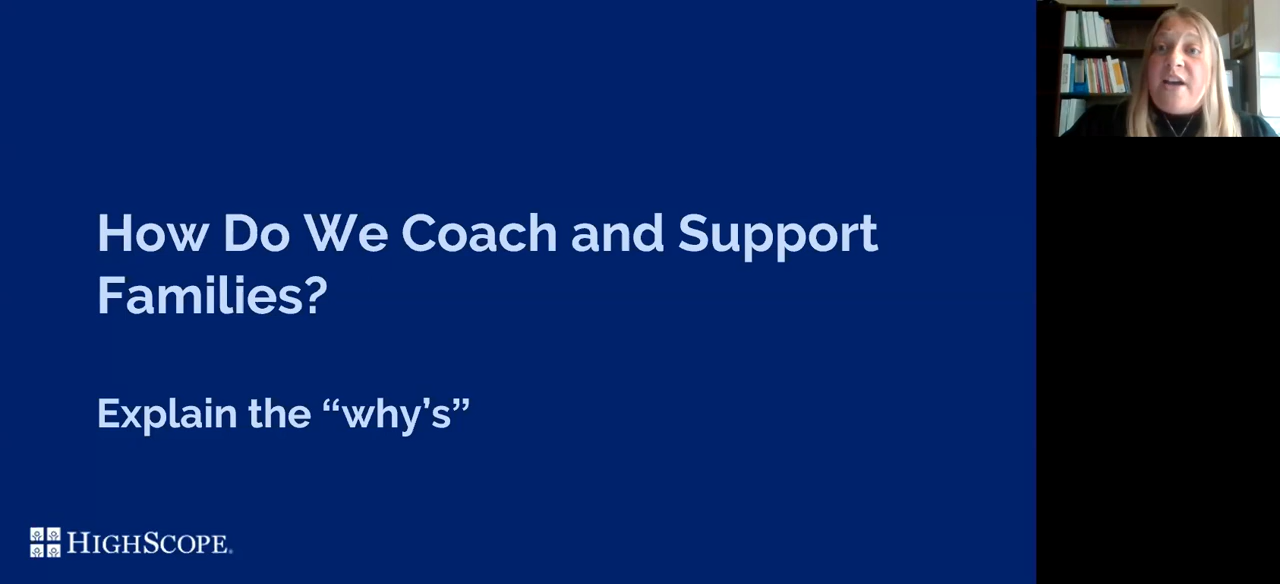 How Do We Coach and Support
Families?
Explain the “why’s”
HIGHSCOPE.